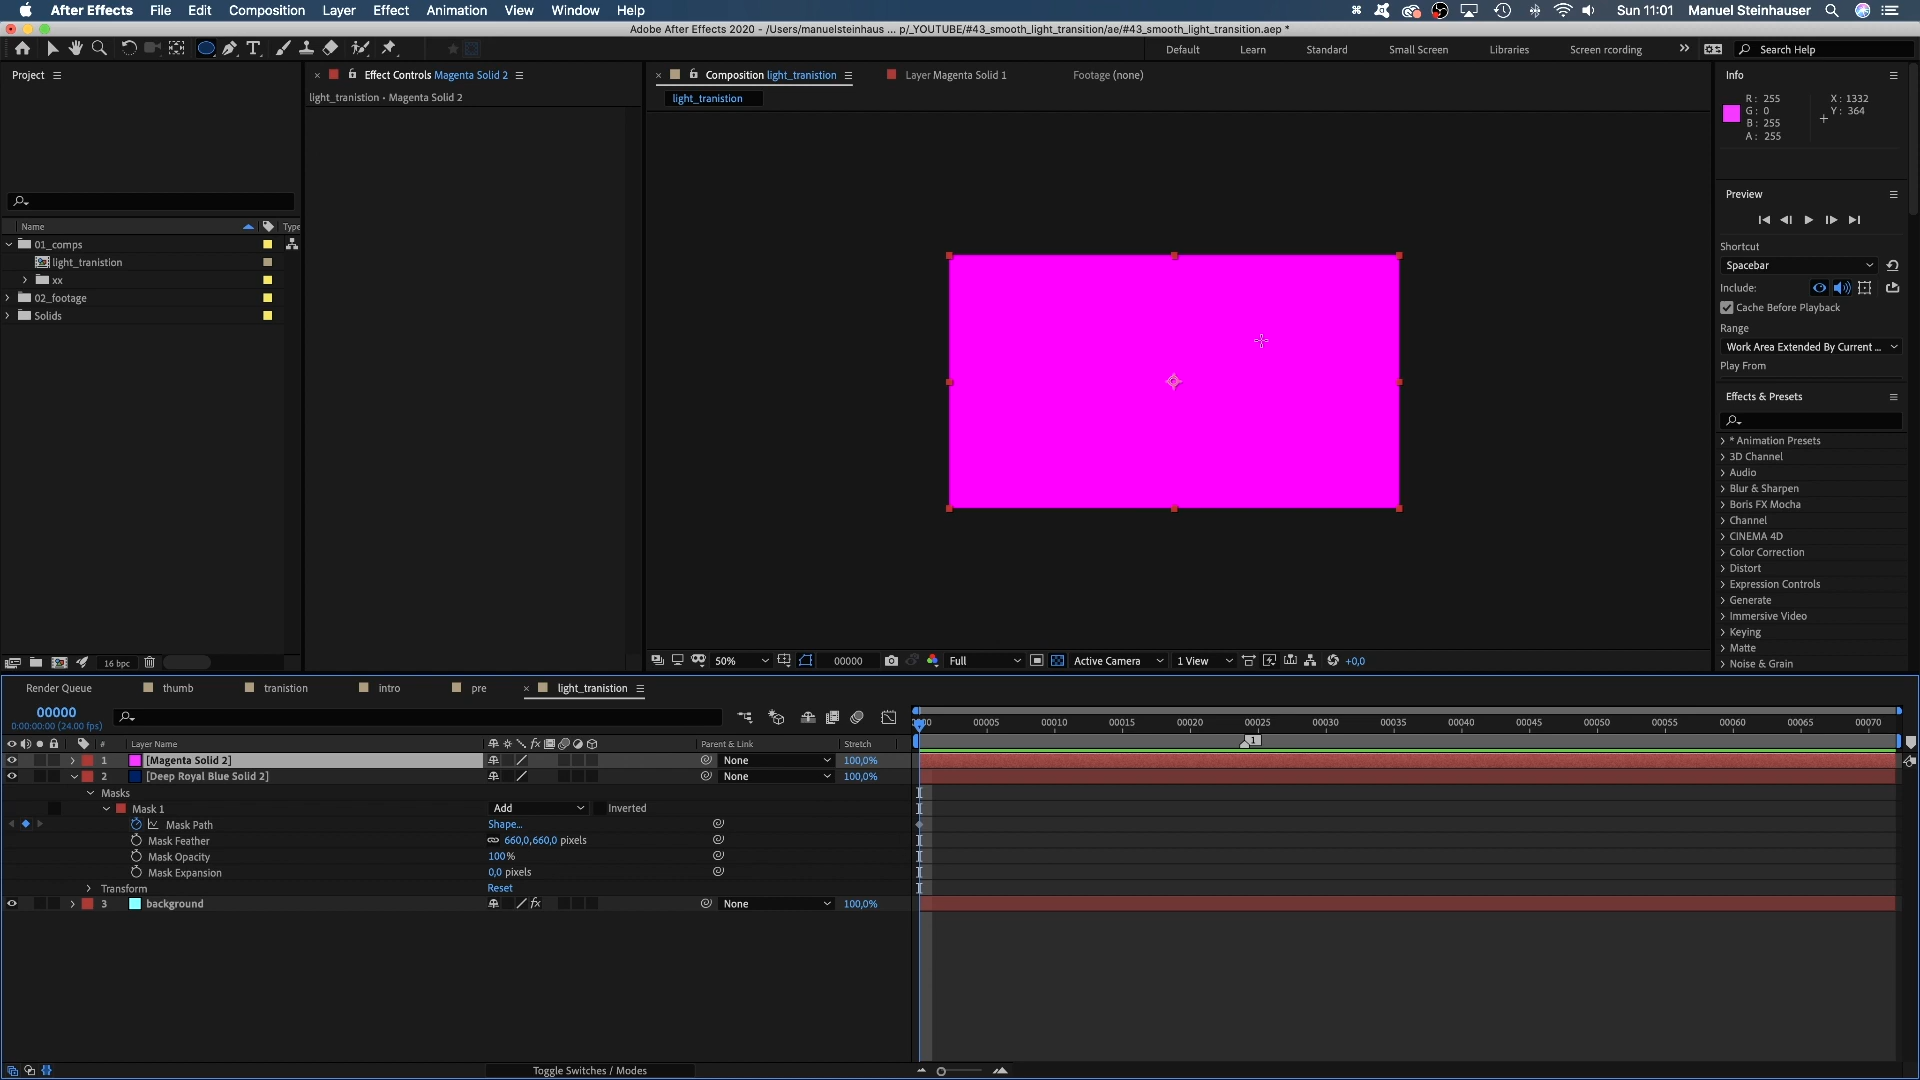 After Effects File Edit Composition Layer Effect Animation View Window Help Sun 11:01 Manuel Steinhauser
Adobe After Effects 2020 - /Users/manuelsteinhaus ... p/_YOUTUBE/#43_smooth_light_transition/ae/#43_smooth_light_transition.aep *
Default Learn Standard Small Screen Libraries Screen rcording Search Help
Project
Effect Controls Magenta Solid 2
light_tranistion • Magenta Solid 2
Composition light_tranistion
Layer Magenta Solid 1
Footage (none)
light_tranistion
Info
R: 255
G: 0
B: 255
A: 255
X: 1332
Y: 364
Preview
Shortcut
Spacebar
Include:
Cache Before Playback
Range
Work Area Extended By Current ...
Play From
Effects & Presets
* Animation Presets
3D Channel
Audio
Blur & Sharpen
Boris FX Mocha
Channel
CINEMA 4D
Color Correction
Distort
Expression Controls
Generate
Immersive Video
Keying
Matte
Noise & Grain
Name Type
01_comps
light_tranistion
xx
02_footage
Solids
16 bpc
50% 00000 Full Active Camera 1 View +0,0
Render Queue thumb tranistion intro pre light_tranistion
00000
0:00:00:00 (24.00 fps)
00005 00010 00015 00020 00025 00030 00035 00040 00045 00050 00055 00060 00065 00070
1
# Layer Name Parent & Link Stretch
1 [Magenta Solid 2] None 100,0%
2 [Deep Royal Blue Solid 2] None 100,0%
Masks
Mask 1 Add Inverted
Mask Path Shape...
Mask Feather 660,0,660,0 pixels
Mask Opacity 100%
Mask Expansion 0,0 pixels
Transform Reset
3 background fx None 100,0%
Toggle Switches / Modes